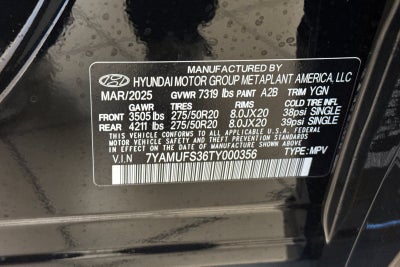 MANUFACTURED BY
HYUNDAI MOTOR GROUP METAPLANT AMERICA, LLC
MAR/2025 GVWR 7319 lbs PAINT A2B TRIM YGN
GAWR TIRES RIMS COLD TIRE INFL
FRONT 3505 lbs 275/50R20 8.0JX20 38psi SINGLE
REAR 4211 lbs 275/50R20 8.0JX20 39psi SINGLE
THIS VEHICLE CONFORMS TO ALL APPLICABLE U.S. FEDERAL
MOTOR VEHICLE SAFETY AND THEFT PREVENTION STANDARDS
IN EFFECT ON THE DATE OF MANUFACTURE SHOWN ABOVE.
V.I.N 7YAMUFS36TY000356 TYPE:MPV